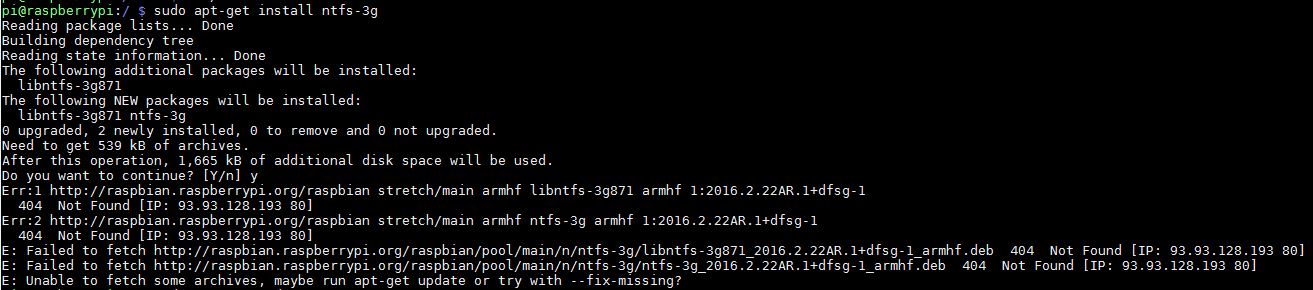 pi@raspberrypi:/ $ sudo apt-get install ntfs-3g
Reading package lists... Done
Building dependency tree
Reading state information... Done
The following additional packages will be installed:
  libntfs-3g871
The following NEW packages will be installed:
  libntfs-3g871 ntfs-3g
0 upgraded, 2 newly installed, 0 to remove and 0 not upgraded.
Need to get 539 kB of archives.
After this operation, 1,665 kB of additional disk space will be used.
Do you want to continue? [Y/n] y
Err:1 http://raspbian.raspberrypi.org/raspbian stretch/main armhf libntfs-3g871 armhf 1:2016.2.22AR.1+dfsg-1
  404  Not Found [IP: 93.93.128.193 80]
Err:2 http://raspbian.raspberrypi.org/raspbian stretch/main armhf ntfs-3g armhf 1:2016.2.22AR.1+dfsg-1
  404  Not Found [IP: 93.93.128.193 80]
E: Failed to fetch http://raspbian.raspberrypi.org/raspbian/pool/main/n/ntfs-3g/libntfs-3g871_2016.2.22AR.1+dfsg-1_armhf.deb  404  Not Found [IP: 93.93.128.193 80]
E: Failed to fetch http://raspbian.raspberrypi.org/raspbian/pool/main/n/ntfs-3g/ntfs-3g_2016.2.22AR.1+dfsg-1_armhf.deb  404  Not Found [IP: 93.93.128.193 80]
E: Unable to fetch some archives, maybe run apt-get update or try with --fix-missing?